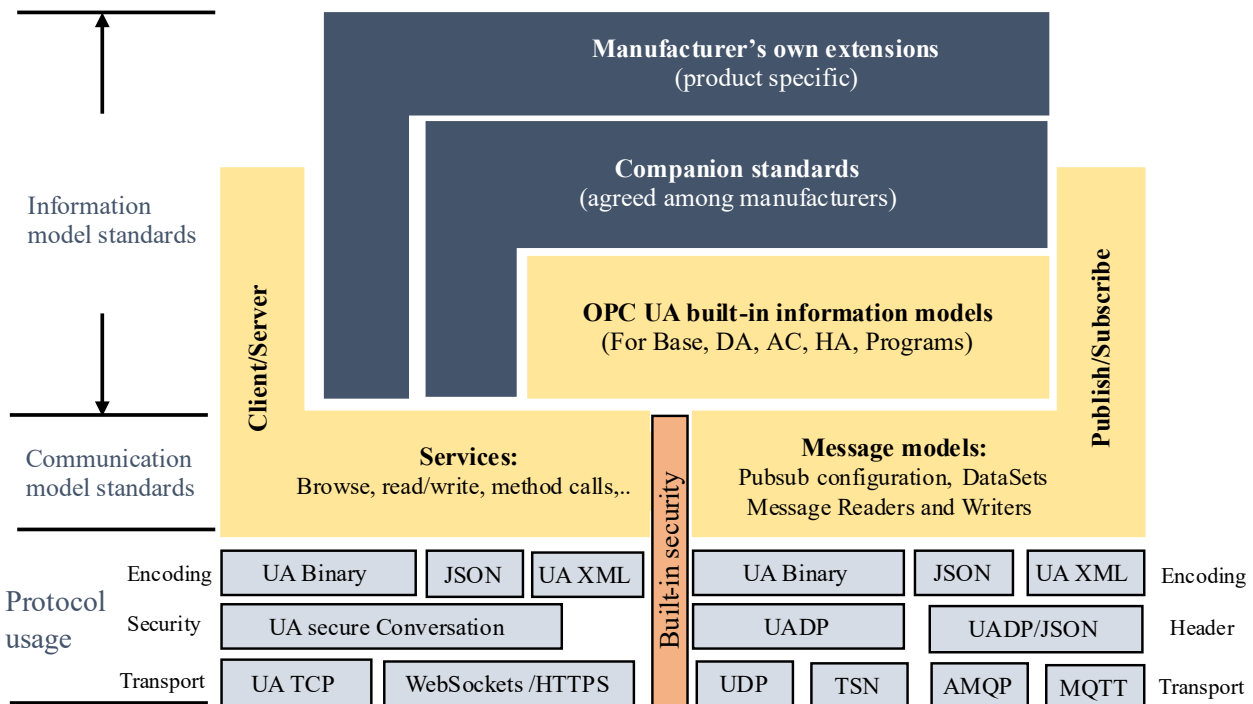 Manufacturer's own extensions
(product specific)
Companion standards
(agreed among manufacturers)
Information
model standards
Client/Server
Publish/Subscribe
OPC UA built-in information models
(For Base, DA, AC, HA, Programs)
Communication
model standards
Services:
Browse, read/write, method calls,..
Built-in security
Message models:
Pubsub configuration, DataSets
Message Readers and Writers
Protocol
usage
Encoding
UA Binary
JSON
UA XML
UA Binary
JSON
UA XML
Encoding
Security
UA secure Conversation
UADP
UADP/JSON
Header
Transport
UA TCP
WebSockets /HTTPS
UDP
TSN
AMQP
MQTT
Transport